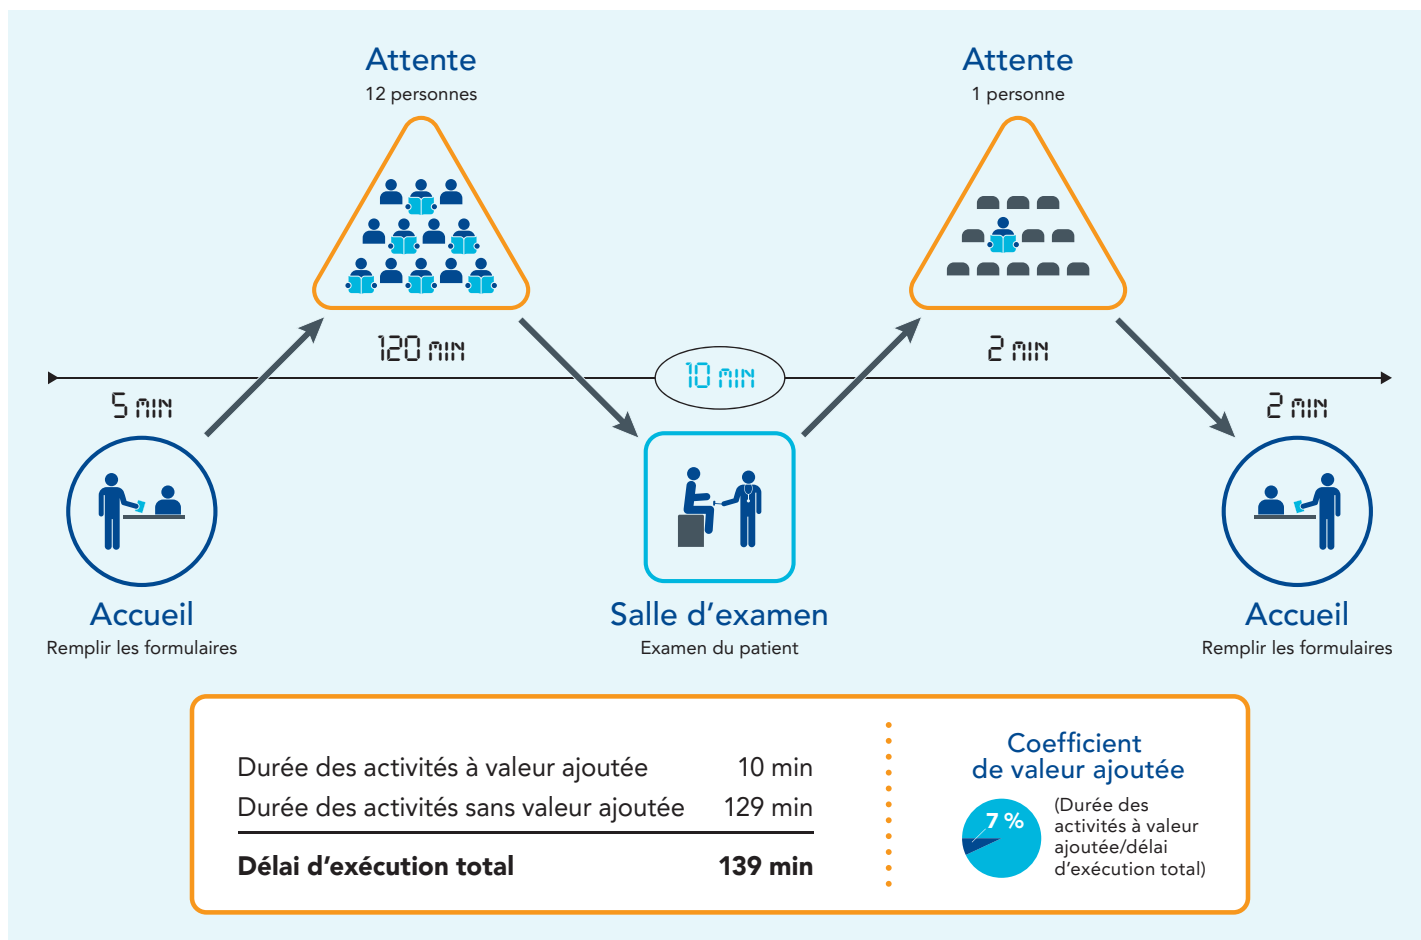 Attente
12 personnes
Attente
1 personne
120 MIN
10 MIN
2 MIN
5 MIN
2 MIN
Accueil
Remplir les formulaires
Salle d’examen
Examen du patient
Accueil
Remplir les formulaires
Durée des activités à valeur ajoutée 10 min
Durée des activités sans valeur ajoutée 129 min
Délai d’exécution total 139 min
Coefficient
de valeur ajoutée
7 %
(Durée des
activités à valeur
ajoutée/délai
d’exécution total)